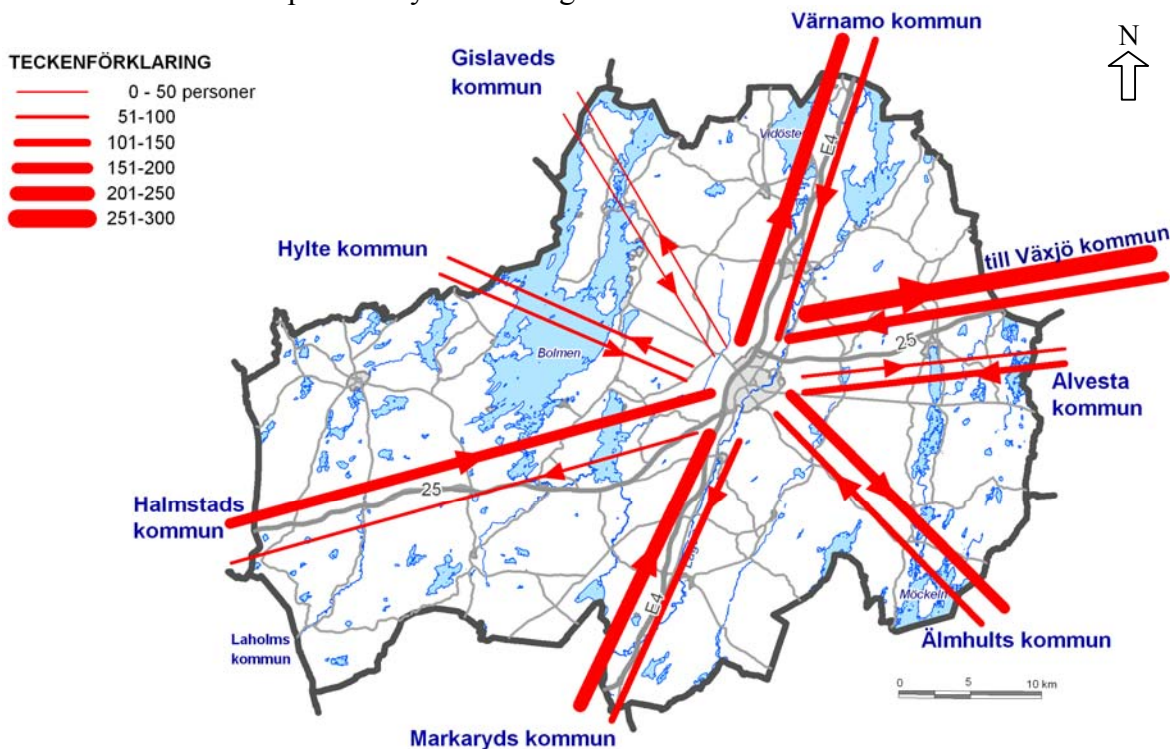 Värnamo kommun
N
Gislaveds
kommun
TECKENFÖRKLARING
0 - 50 personer
51-100
101-150
151-200
201-250
251-300
Vidöster
E4
Hylte kommun
till Växjö kommun
Bolmen
25
Alvesta
kommun
Halmstads
kommun
25
E4
Möckeln
Laholms
kommun
Älmhults kommun
0 5 10 km
Markaryds kommun